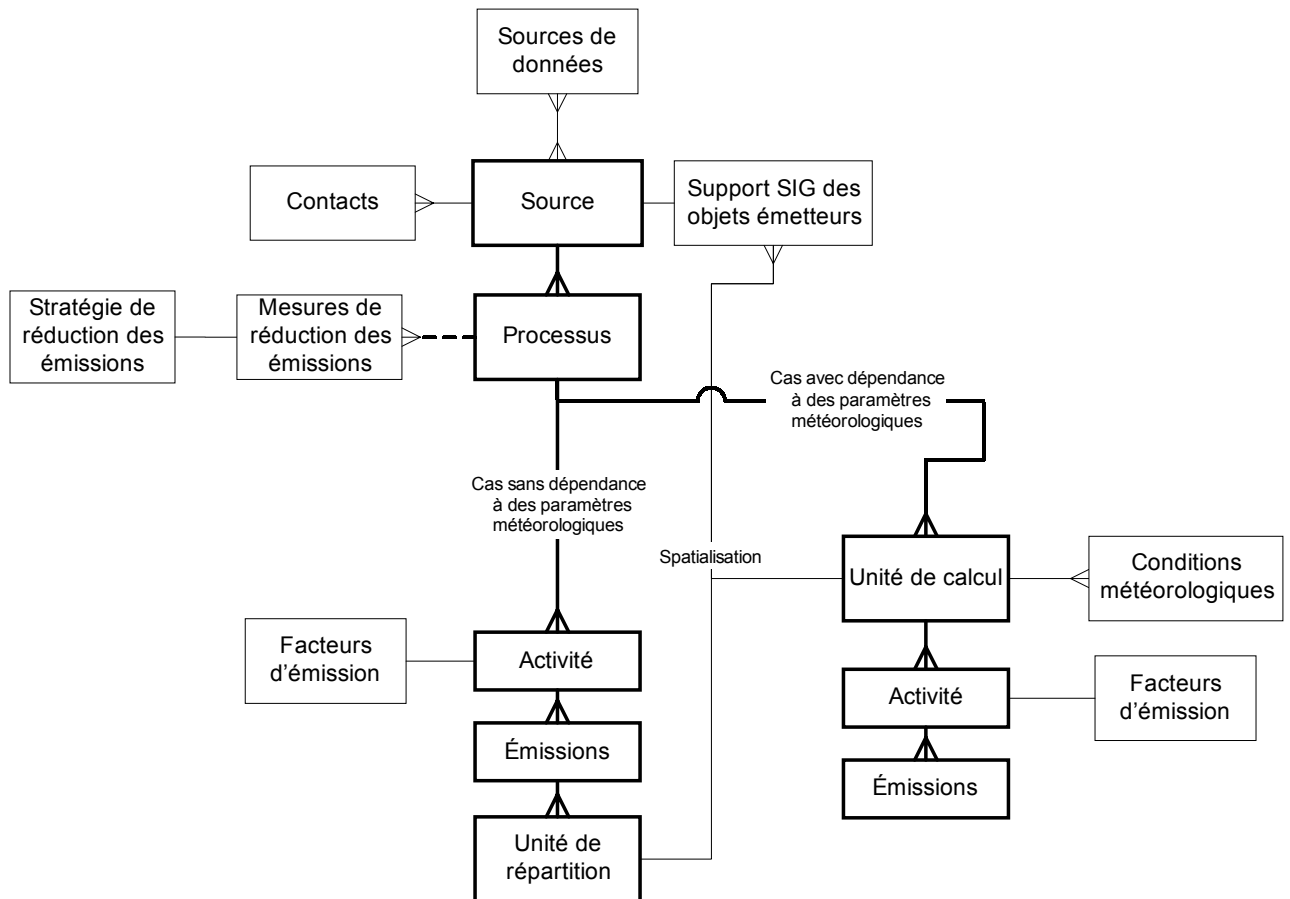 Sources de
données
Contacts
Source
Support SIG des
objets émetteurs
Stratégie de
réduction des
émissions
Mesures de
réduction des
émissions
Processus
Cas avec dépendance
à des paramètres
météorologiques
Cas sans dépendance
à des paramètres
météorologiques
Spatialisation
Unité de calcul
Conditions
météorologiques
Facteurs
d'émission
Activité
Activité
Facteurs
d'émission
Émissions
Émissions
Unité de
répartition